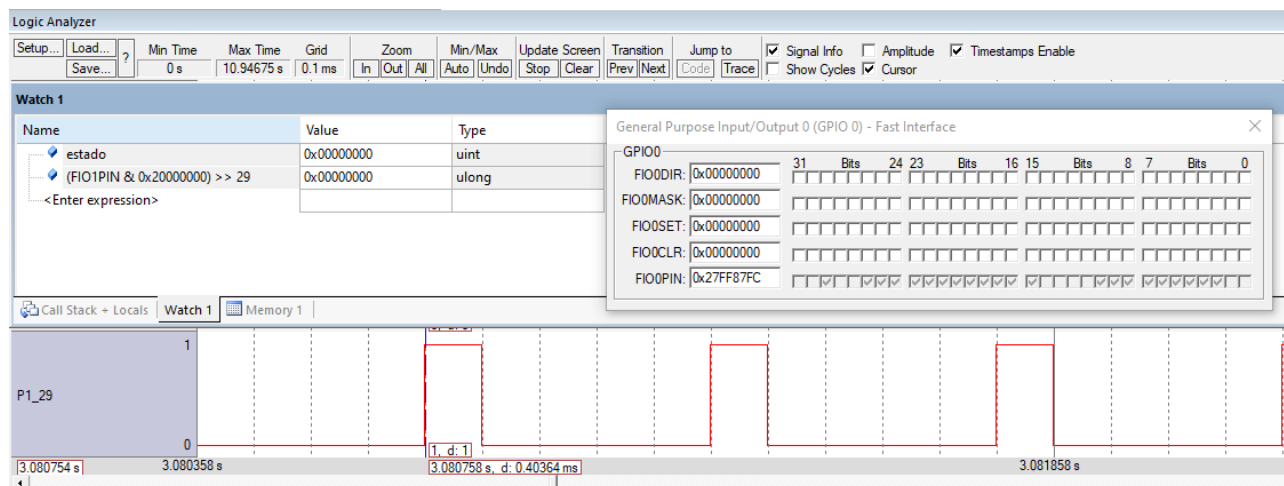 Logic Analyzer
Setup... Load... ? Min Time Max Time Grid Zoom Min/Max Update Screen Transition Jump to Signal Info Amplitude Timestamps Enable
Save... 0 s 10.94675 s 0.1 ms In Out All Auto Undo Stop Clear Prev Next Code Trace Show Cycles Cursor
Watch 1
Name Value Type
estado 0x00000000 uint
(FIO1PIN & 0x20000000) >> 29 0x00000000 ulong
<Enter expression>
General Purpose Input/Output 0 (GPIO 0) - Fast Interface
GPIO0
31 Bits 24 23 Bits 16 15 Bits 8 7 Bits 0
FIO0DIR: 0x00000000
FIO0MASK: 0x00000000
FIO0SET: 0x00000000
FIO0CLR: 0x00000000
FIO0PIN: 0x27FF87FC
Call Stack + Locals Watch 1 Memory 1
1
P1_29
0
1, d: 1
3.080754 s 3.080358 s 3.080758 s, d: 0.40364 ms 3.081858 s